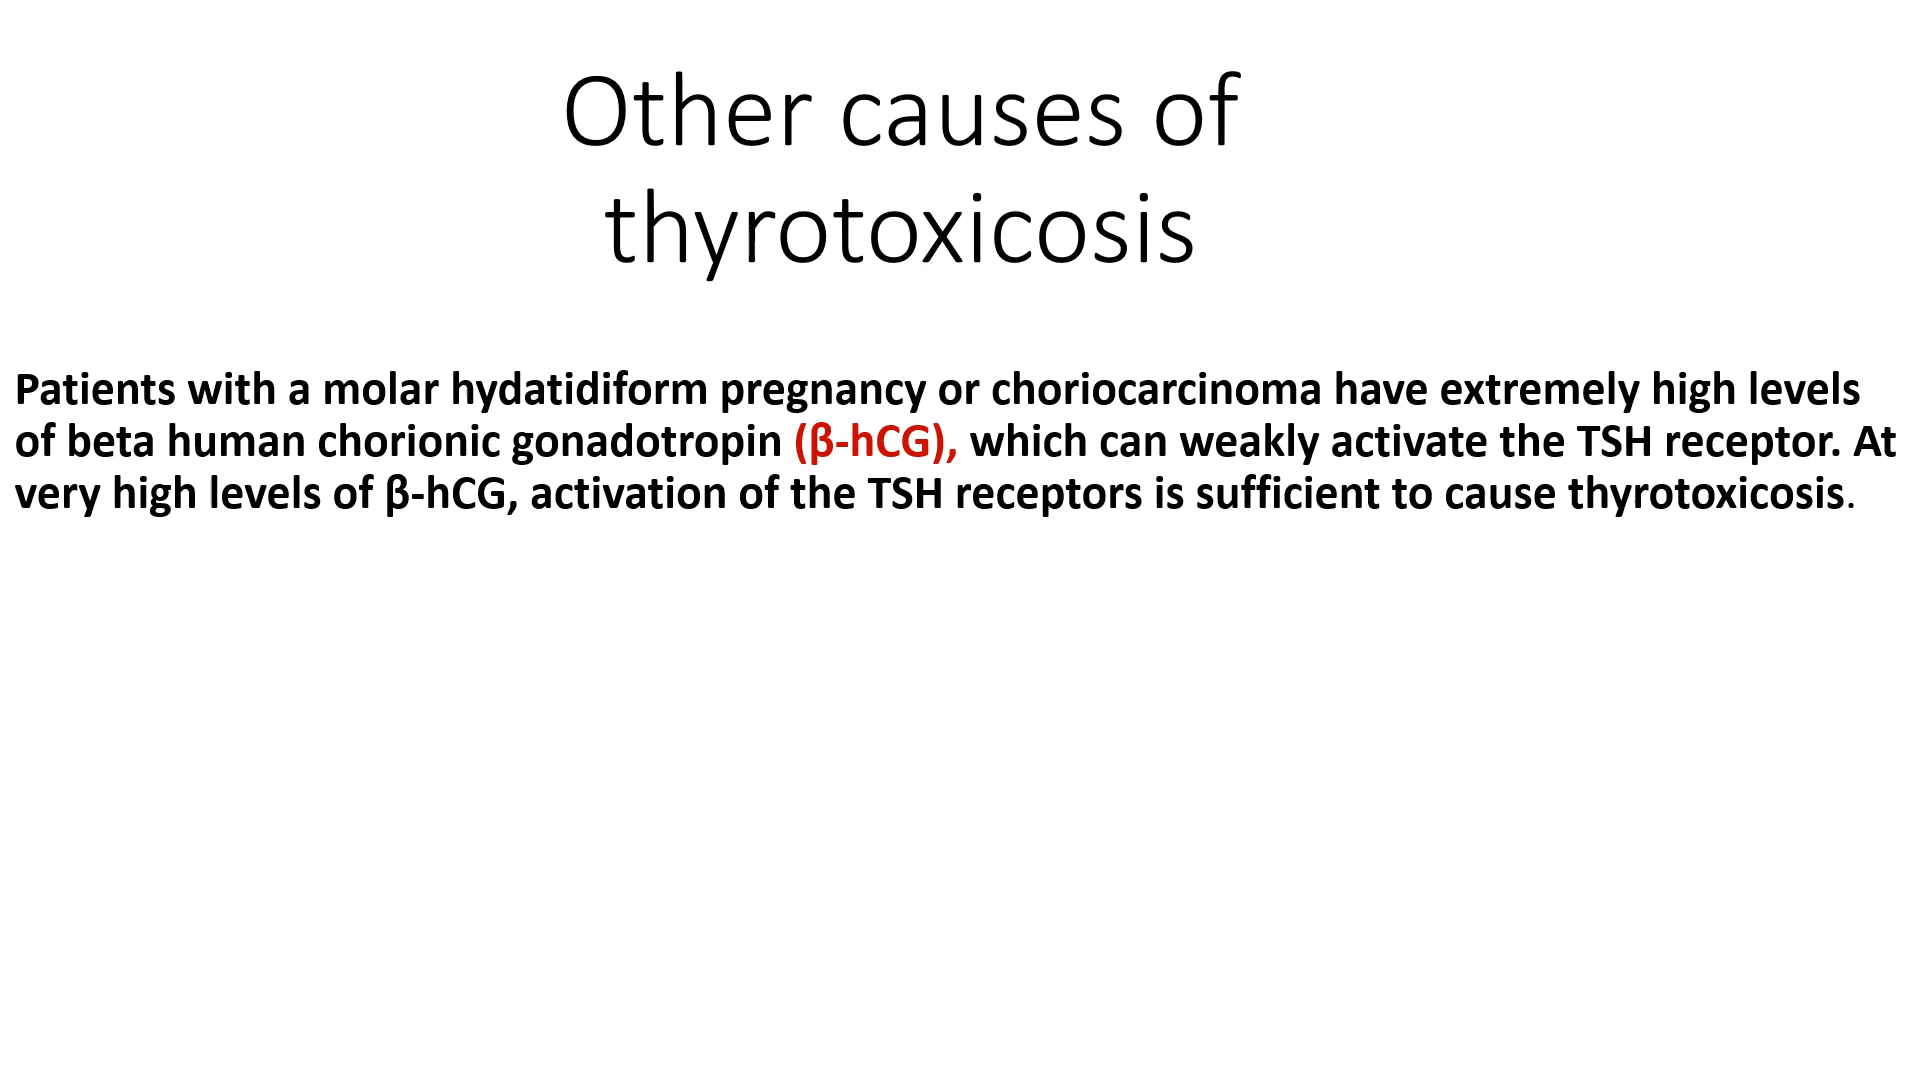 Other causes of
thyrotoxicosis
Patients with a molar hydatidiform pregnancy or choriocarcinoma have extremely high levels
of beta human chorionic gonadotropin (β-hCG), which can weakly activate the TSH receptor. At
very high levels of β-hCG, activation of the TSH receptors is sufficient to cause thyrotoxicosis.